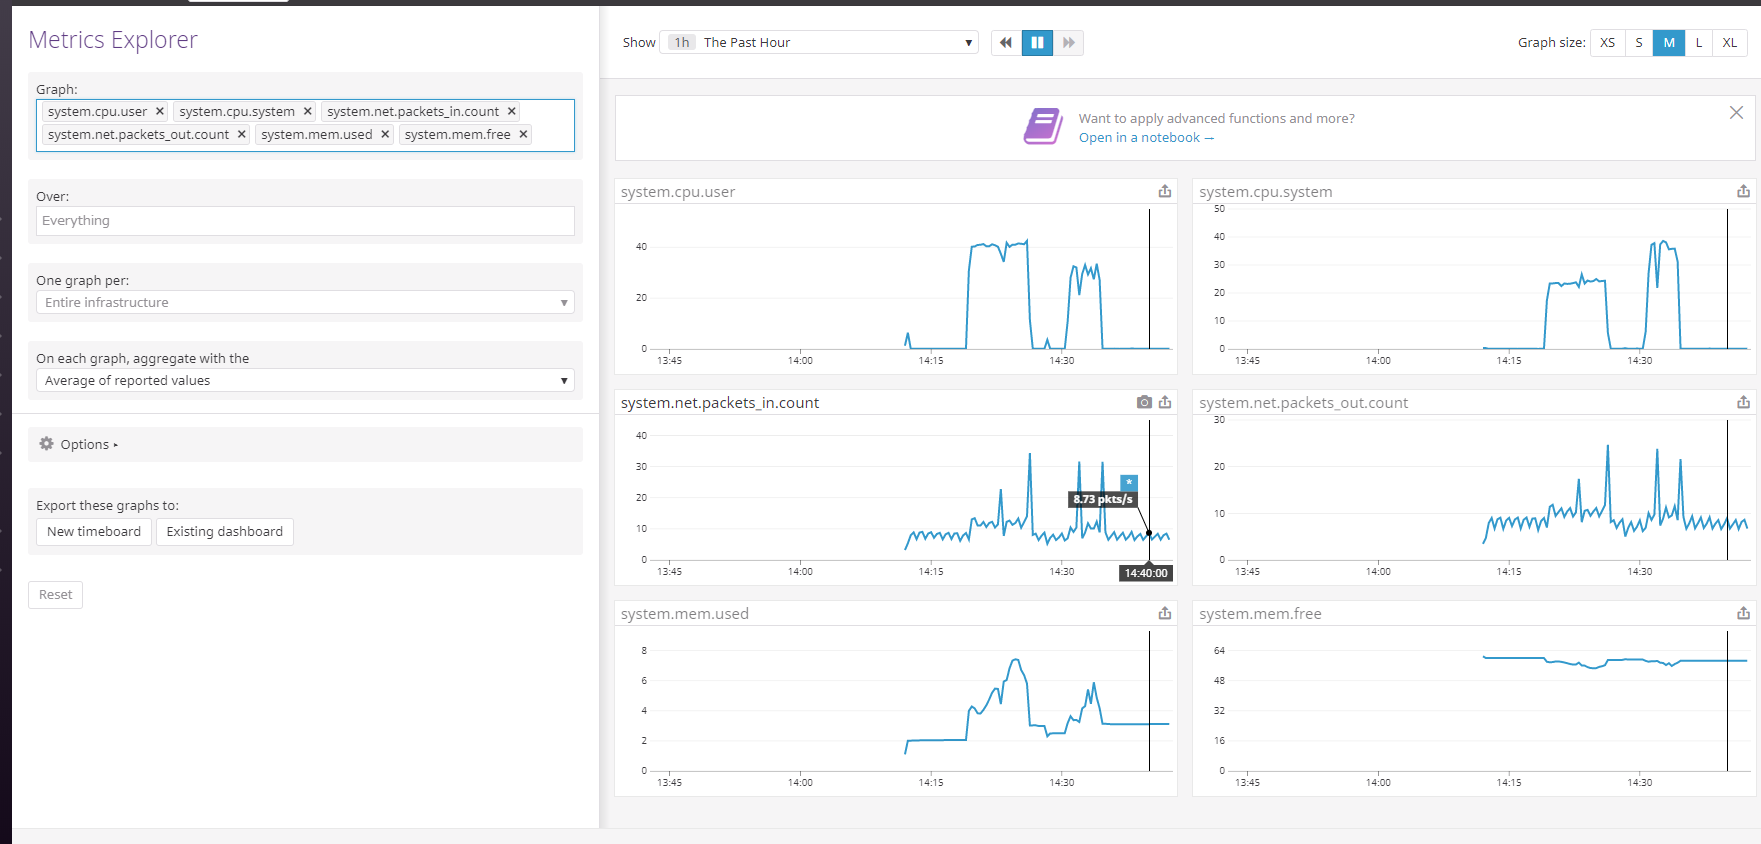 Metrics Explorer
Graph:
system.cpu.user × system.cpu.system × system.net.packets_in.count ×
system.net.packets_out.count × system.mem.used × system.mem.free ×
Over:
Everything
One graph per:
Entire infrastructure
On each graph, aggregate with the
Average of reported values
Options
Export these graphs to:
New timeboard Existing dashboard
Reset
Show 1h The Past Hour
Graph size: XS S M L XL
Want to apply advanced functions and more?
Open in a notebook →
system.cpu.user
40
20
0
13:45 14:00 14:15 14:30
system.cpu.system
50
40
30
20
10
0
13:45 14:00 14:15 14:30
system.net.packets_in.count
40
30
20
10
0
*
8.73 pkts/s
13:45 14:00 14:15 14:30 14:40:00
system.net.packets_out.count
30
20
10
0
13:45 14:00 14:15 14:30
system.mem.used
8
6
4
2
0
13:45 14:00 14:15 14:30
system.mem.free
64
48
32
16
0
13:45 14:00 14:15 14:30